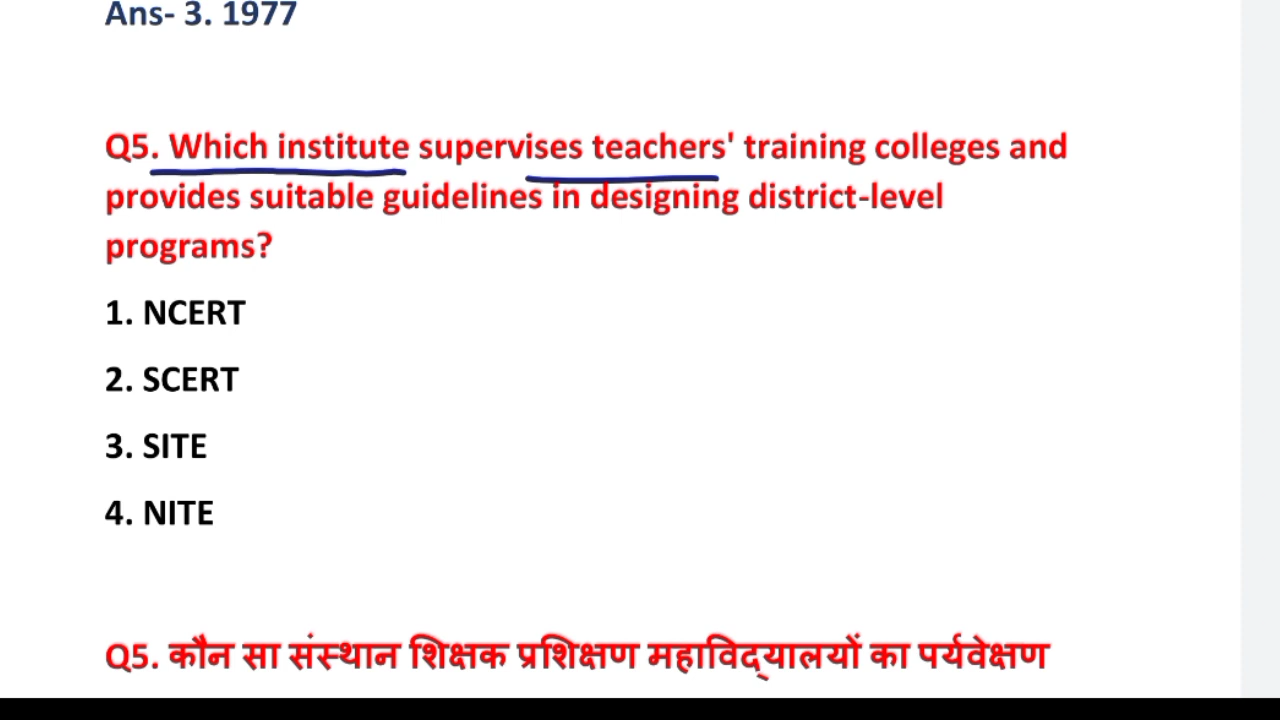 Ans- 3. 1977
Q5. Which institute supervises teachers' training colleges and
provides suitable guidelines in designing district-level
programs?
1. NCERT
2. SCERT
3. SITE
4. NITE
Q5. कौन सा संस्थान शिक्षक प्रशिक्षण महाविद्यालयों का पर्यवेक्षण